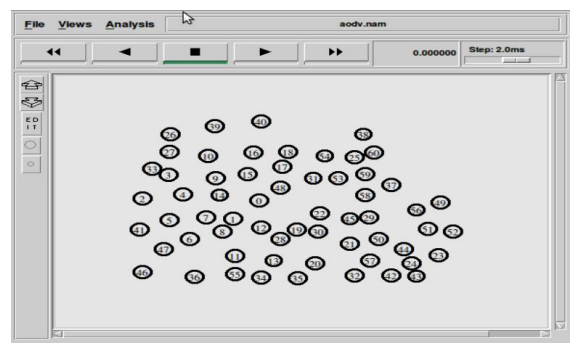 File Views Analysis aodv.nam
0.000000 Step: 2.0ms
ED
IT
39 40
26 38
27 10 16 18 54 25 60
33 3 9 15 17 31 53 59
2 4 14 48 58 37
0 56 49
5 7 1 22 45 29
41 6 8 12 28 19 30 21 50 51 52
47 11 13 20 57 44 24 23
46 36 55 34 35 32 42 43